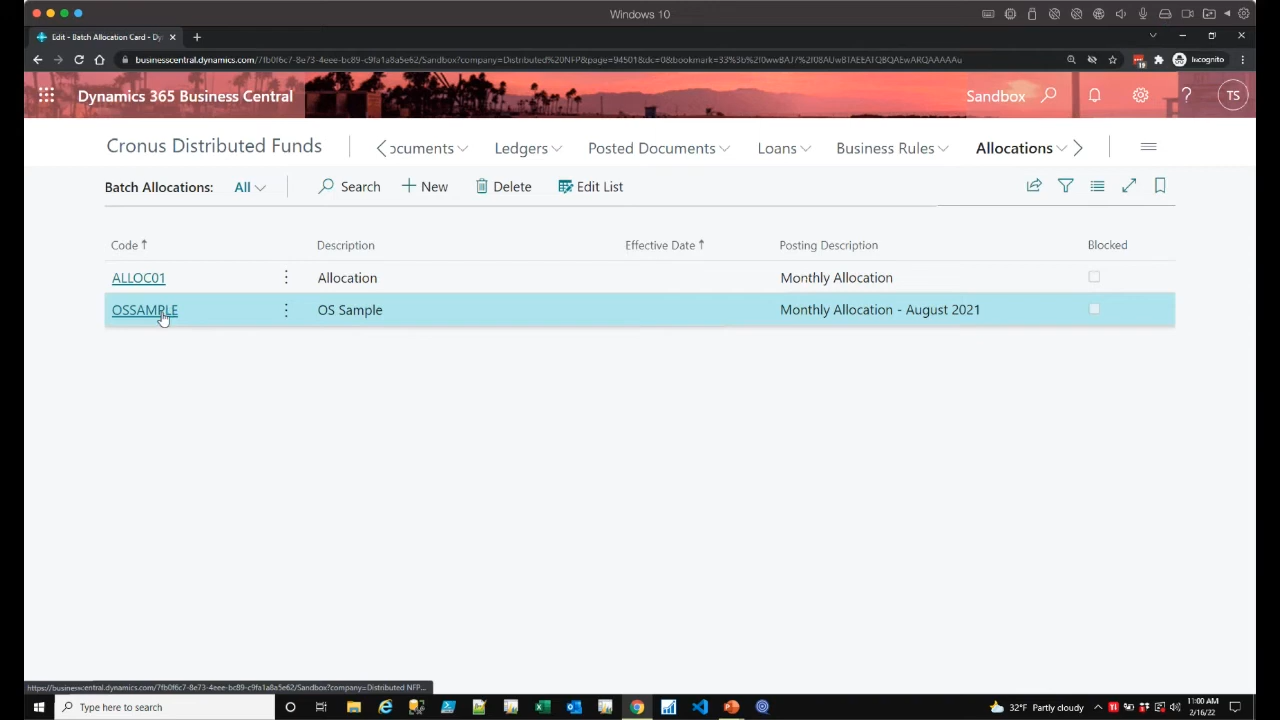 Windows 10
Edit - Batch Allocation Card - Dy
Dynamics 365 Business Central
Sandbox
TS
Incognito
Cronus Distributed Funds
ocuments
Ledgers
Posted Documents
Loans
Business Rules
Allocations
Batch Allocations:
All
Search
New
Delete
Edit List
Code
Description
Effective Date
Posting Description
Blocked
ALLOC01
Allocation
Monthly Allocation
OSSAMPLE
OS Sample
Monthly Allocation - August 2021
Type here to search
32°F Partly cloudy
11:00 AM
2/16/22